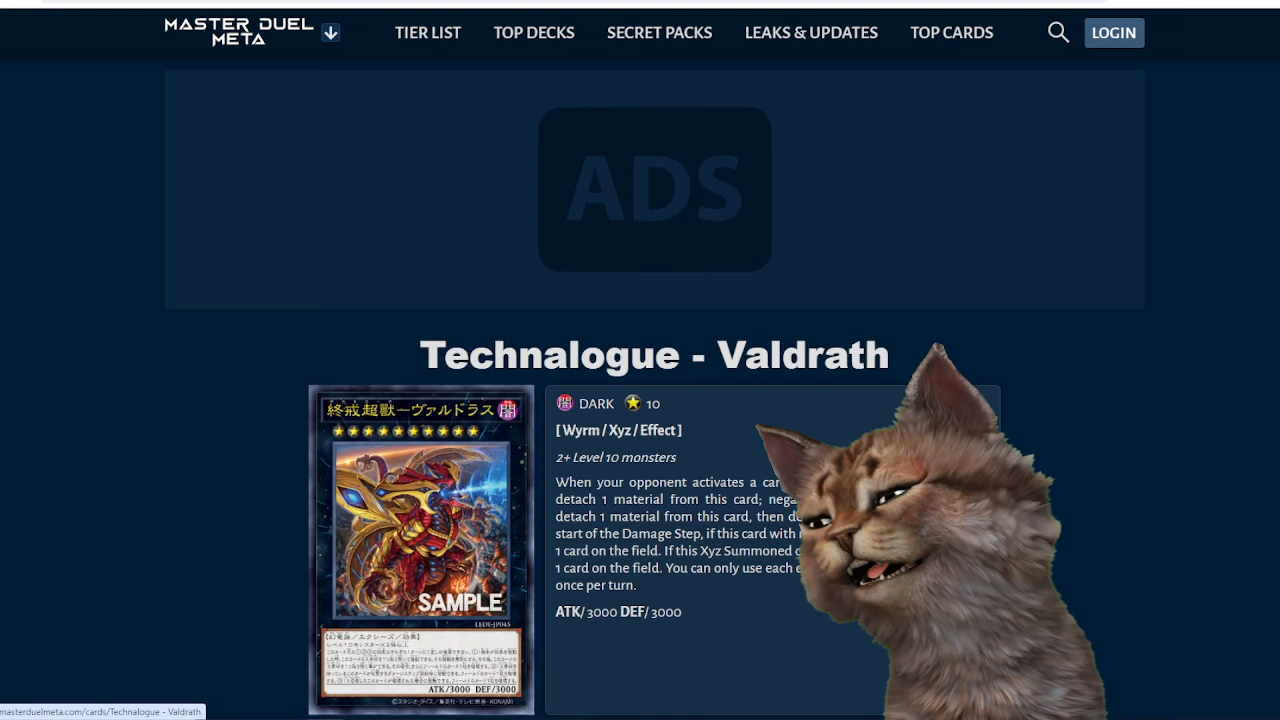 MASTER DUEL
META
TIER LIST
TOP DECKS
SECRET PACKS
LEAKS & UPDATES
TOP CARDS
LOGIN
ADS
Technalogue - Valdrath
終戒超獸-ヴァルドラス
闇
SAMPLE
LEDE-JP045
ATK/3000 DEF/3000
DARK 10
[ Wyrm / Xyz / Effect ]
2+ Level 10 monsters
When your opponent activates a car
detach 1 material from this card; nega
detach 1 material from this card, then do
start of the Damage Step, if this card with
1 card on the field. If this Xyz Summoned c
1 card on the field. You can only use each e
once per turn.
ATK/ 3000 DEF/ 3000
masterduelmeta.com/cards/Technalogue - Valdrath